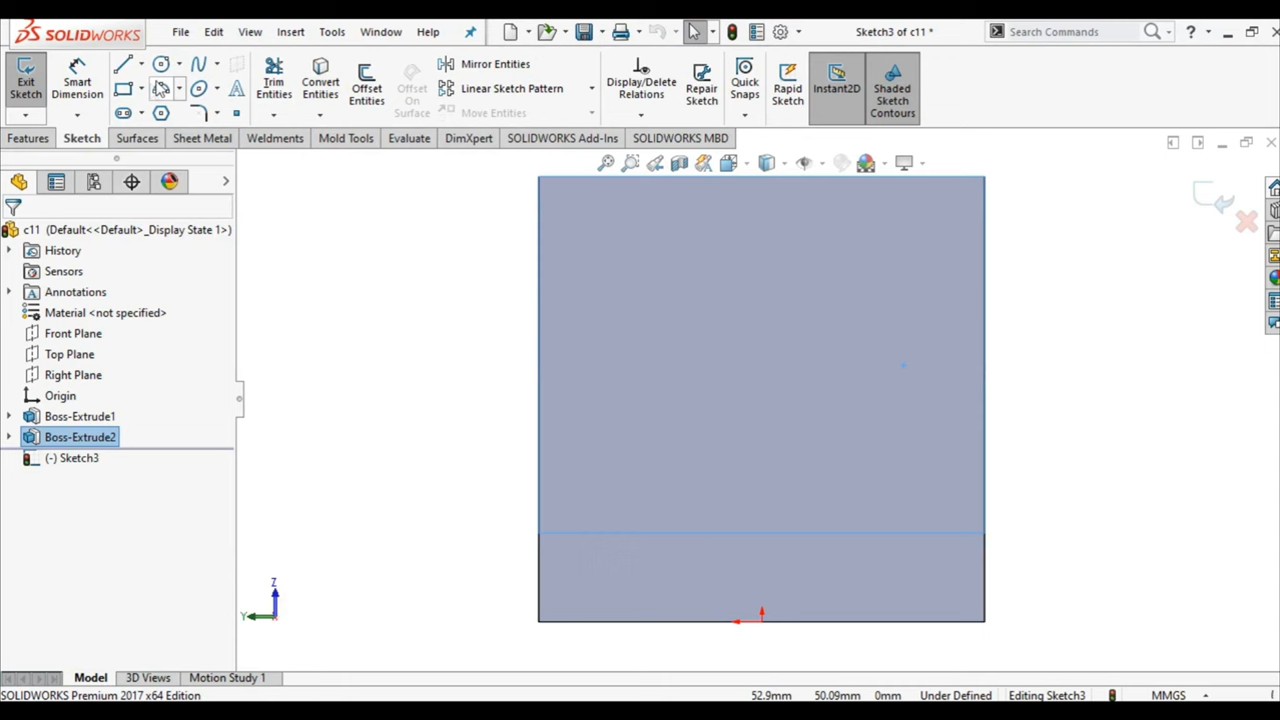 SOLIDWORKS File Edit View Insert Tools Window Help Sketch3 of c11 * Search Commands ?
Exit Sketch
Smart Dimension
Trim Entities
Convert Entities
Offset Entities
Offset On Surface
Mirror Entities
Linear Sketch Pattern
Move Entities
Display/Delete Relations
Repair Sketch
Quick Snaps
Rapid Sketch
Instant2D
Shaded Sketch Contours
Features Sketch Surfaces Sheet Metal Weldments Mold Tools Evaluate DimXpert SOLIDWORKS Add-Ins SOLIDWORKS MBD
c11 (Default<<Default>_Display State 1>)
History
Sensors
A Annotations
Material <not specified>
Front Plane
Top Plane
Right Plane
Origin
Boss-Extrude1
Boss-Extrude2
(-) Sketch3
Z
Y
Model 3D Views Motion Study 1
SOLIDWORKS Premium 2017 x64 Edition 52.9mm 50.09mm 0mm Under Defined Editing Sketch3 MMGS